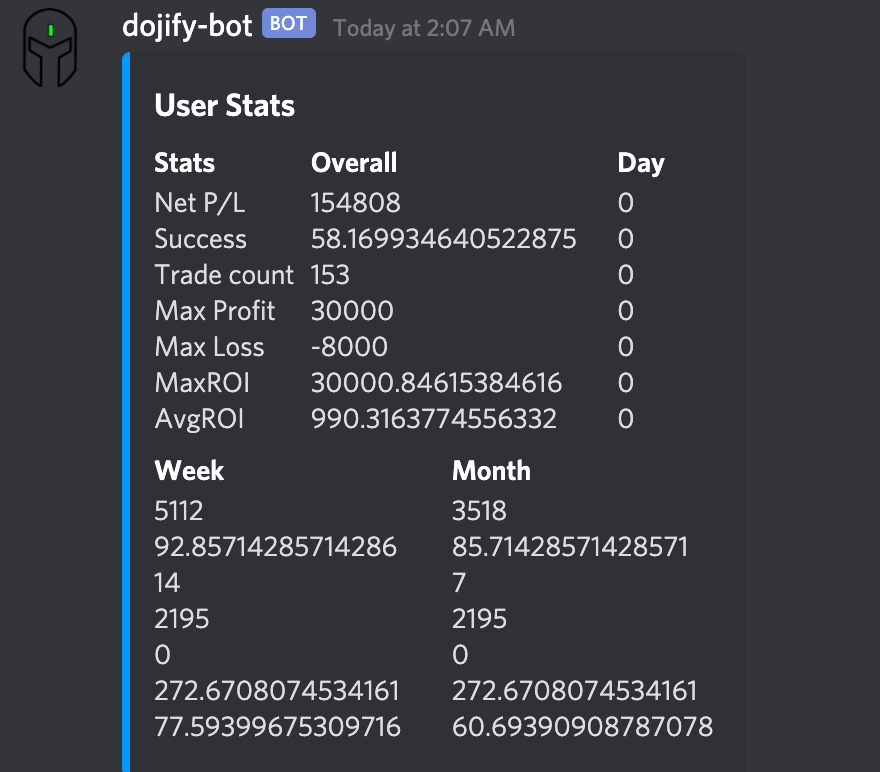 dojify-bot BOT Today at 2:07 AM
User Stats
Stats Overall Day
Net P/L 154808 0
Success 58.169934640522875 0
Trade count 153 0
Max Profit 30000 0
Max Loss -8000 0
MaxROI 30000.84615384616 0
AvgROI 990.3163774556332 0
Week Month
5112 3518
92.85714285714286 85.71428571428571
14 7
2195 2195
0 0
272.6708074534161 272.6708074534161
77.59399675309716 60.69390908787078